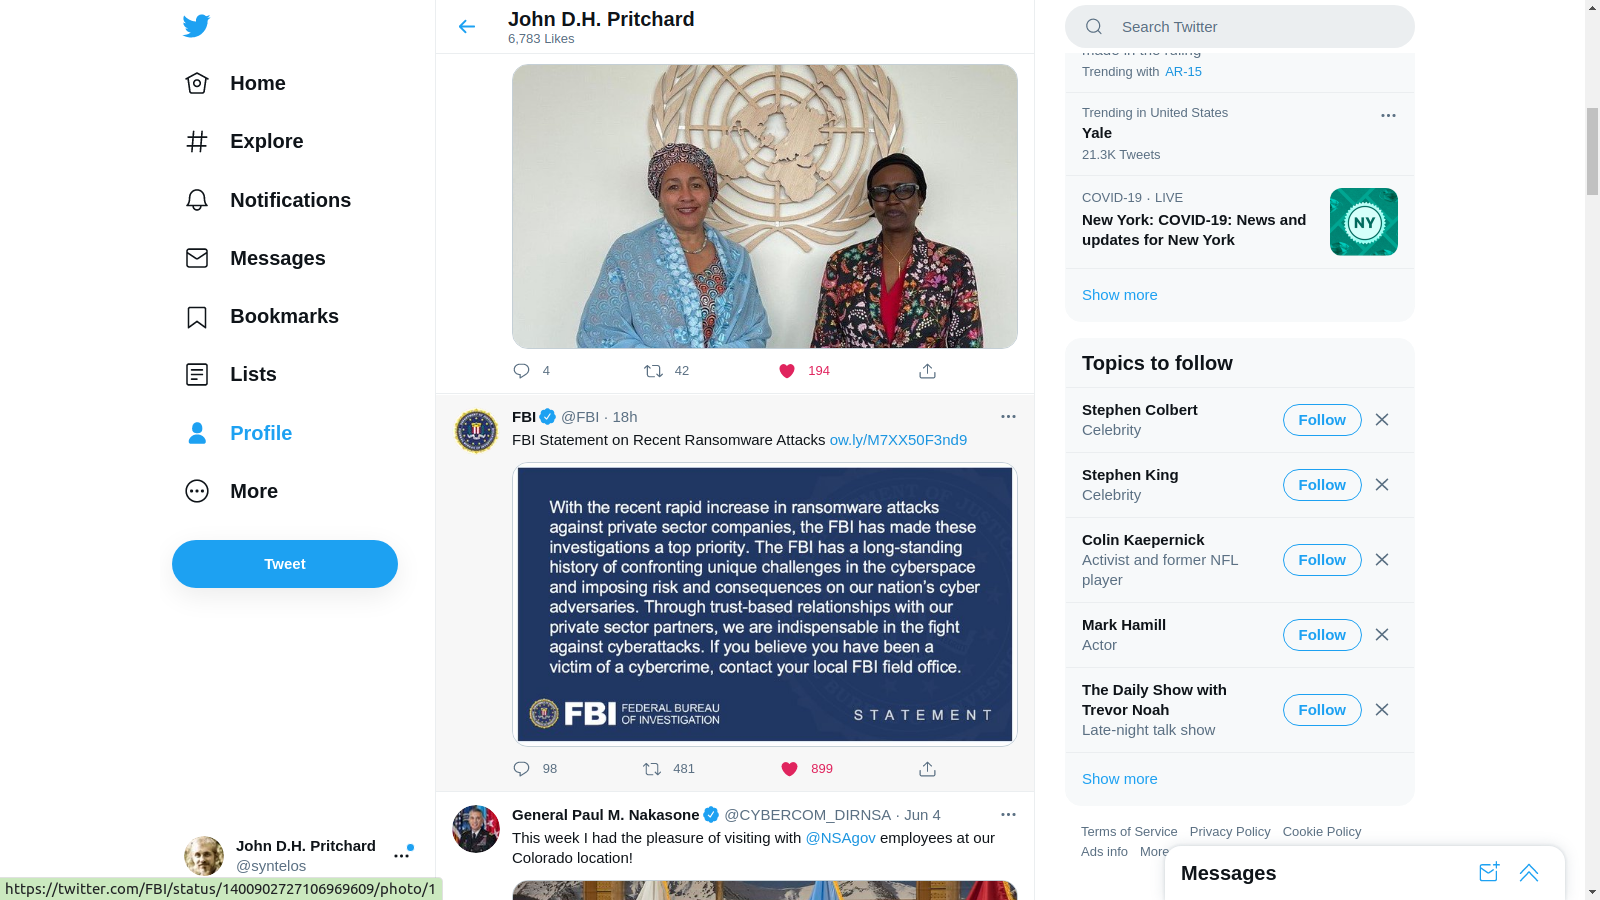 Home
Explore
Notifications
Messages
Bookmarks
Lists
Profile
More
Tweet
John D.H. Pritchard
@syntelos
https://twitter.com/FBI/status/1400902727106969609/photo/1
John D.H. Pritchard
6,783 Likes
4
42
194
FBI @FBI · 18h
FBI Statement on Recent Ransomware Attacks ow.ly/M7XX50F3nd9
With the recent rapid increase in ransomware attacks
against private sector companies, the FBI has made these
investigations a top priority. The FBI has a long-standing
history of confronting unique challenges in the cyberspace
and imposing risk and consequences on our nation's cyber
adversaries. Through trust-based relationships with our
private sector partners, we are indispensable in the fight
against cyberattacks. If you believe you have been a
victim of a cybercrime, contact your local FBI field office.
FBI FEDERAL BUREAU
OF INVESTIGATION
STATEMENT
98
481
899
General Paul M. Nakasone @CYBERCOM_DIRNSA · Jun 4
This week I had the pleasure of visiting with @NSAgov employees at our
Colorado location!
Search Twitter
made in the ruling
Trending with AR-15
Trending in United States
Yale
21.3K Tweets
COVID-19 · LIVE
New York: COVID-19: News and
updates for New York
NY
Show more
Topics to follow
Stephen Colbert
Celebrity
Follow
Stephen King
Celebrity
Follow
Colin Kaepernick
Activist and former NFL
player
Follow
Mark Hamill
Actor
Follow
The Daily Show with
Trevor Noah
Late-night talk show
Follow
Show more
Terms of Service Privacy Policy Cookie Policy
Ads info More
Messages